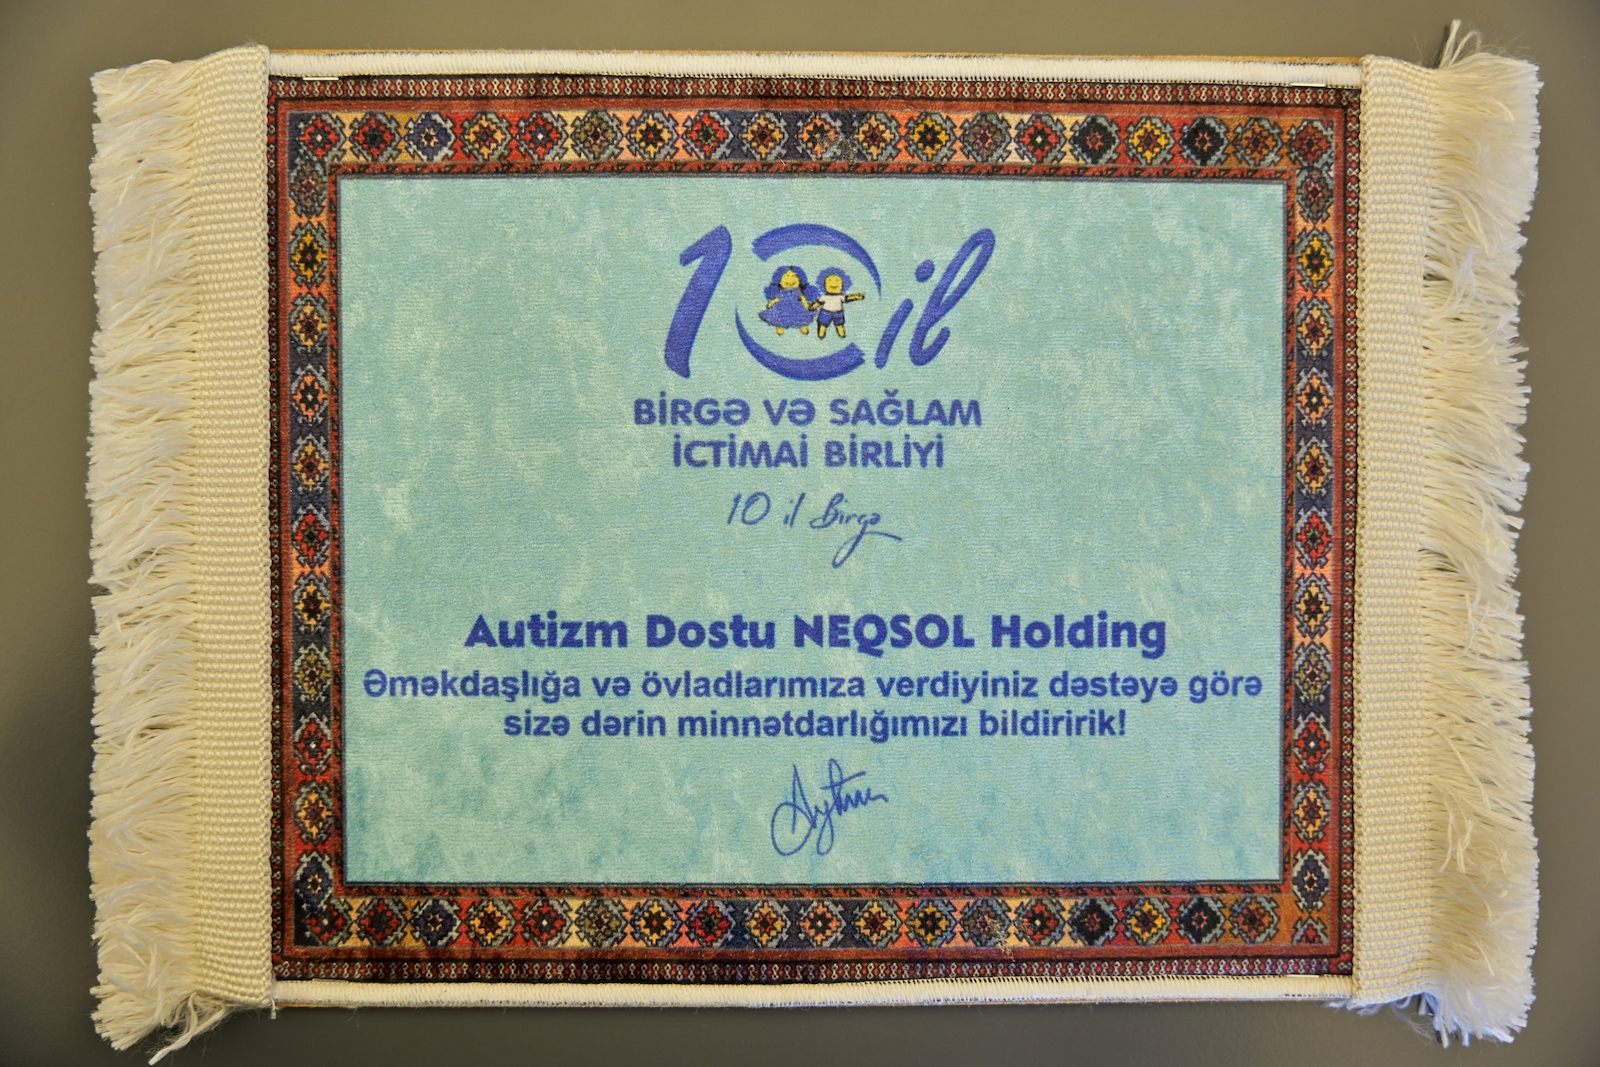 10 il
BİRGƏ VƏ SAĞLAM
İCTİMAİ BİRLİYİ
10 il Birgə
Autizm Dostu NEQSOL Holding
Əməkdaşlığa və övladlarımıza verdiyiniz dəstəyə görə
sizə dərin minnətdarlığımızı bildiririk!